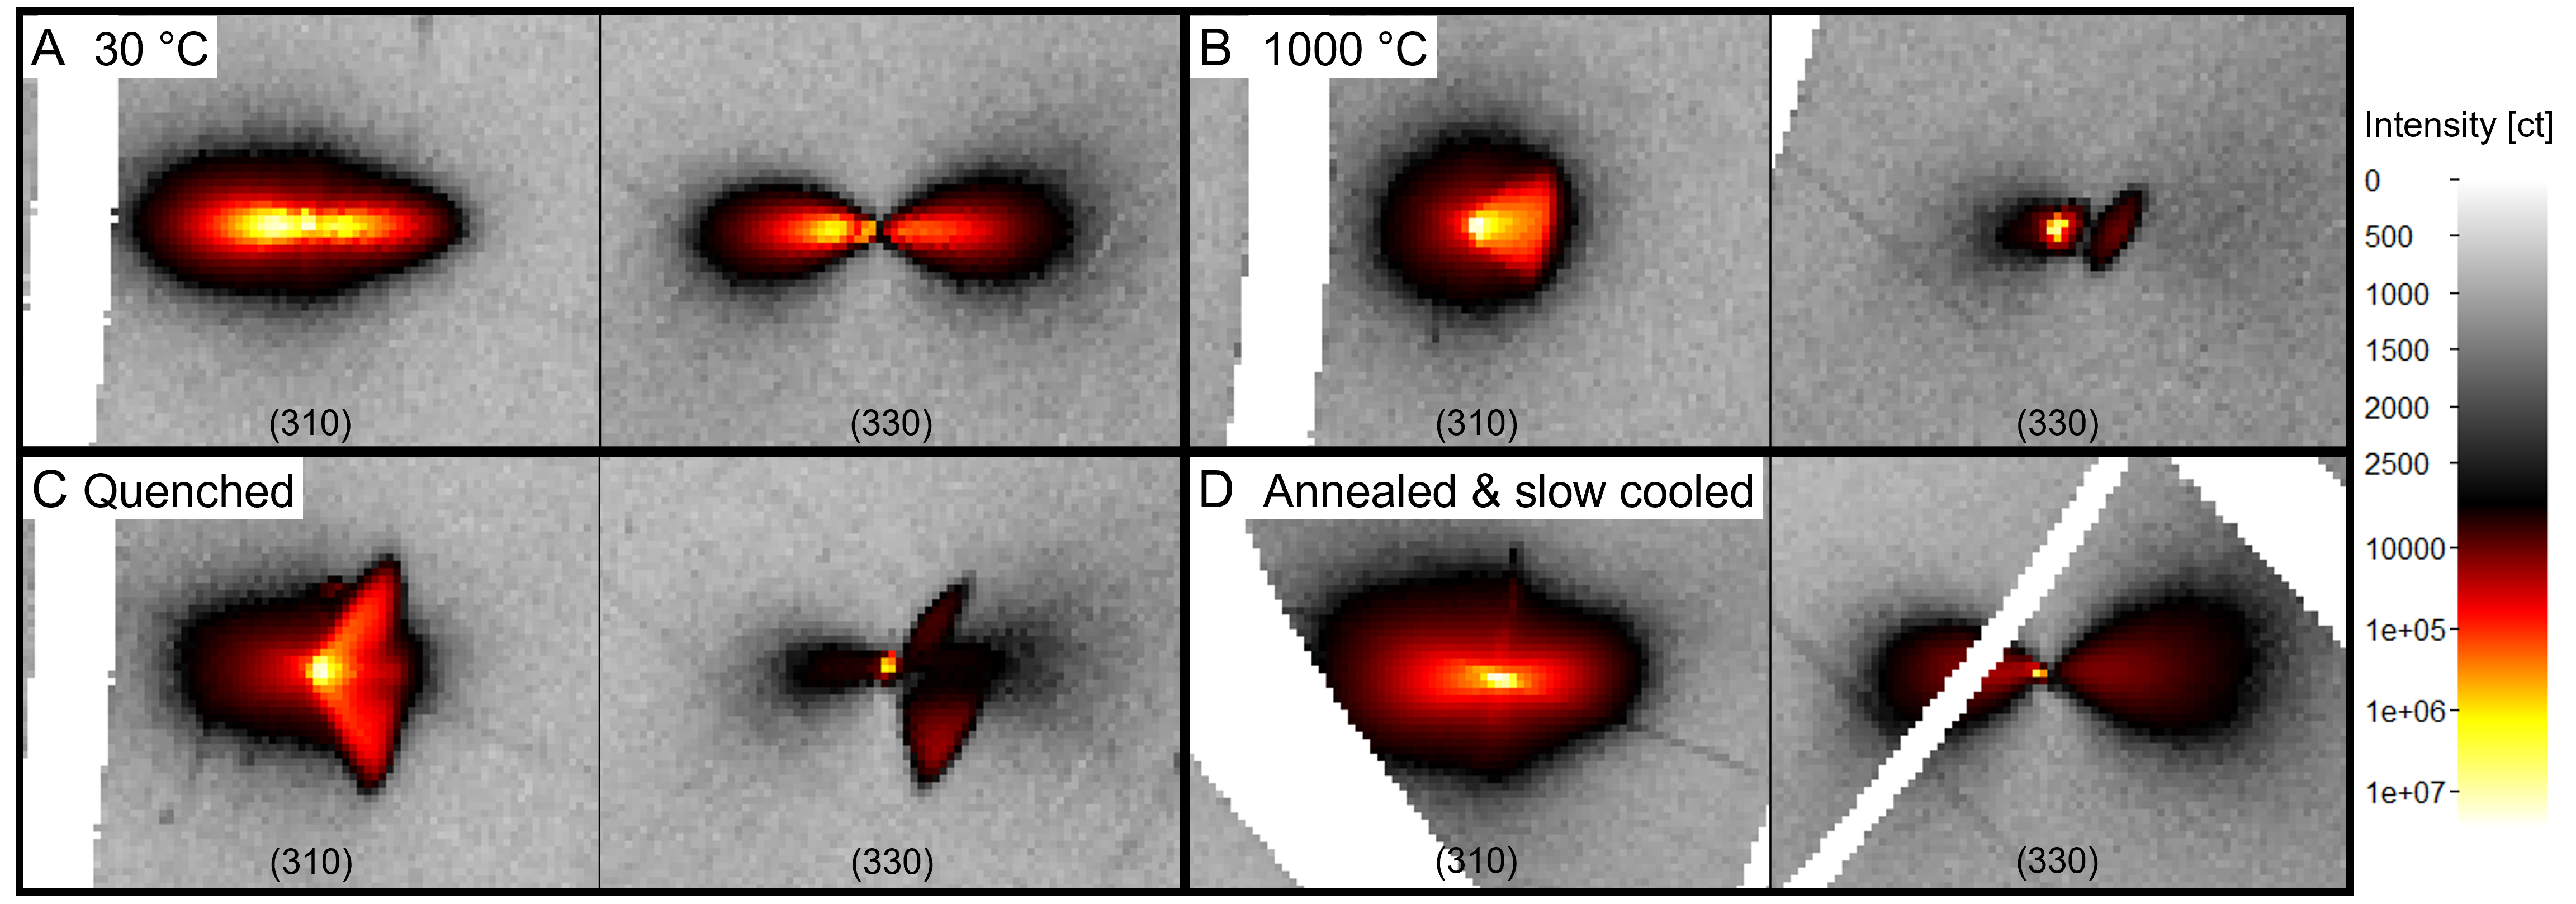 A 30 °C
(310)
(330)
B 1000 °C
(310)
(330)
C Quenched
(310)
(330)
D Annealed & slow cooled
(310)
(330)
Intensity [ct]
0
500
1000
1500
2000
2500
10000
1e+05
1e+06
1e+07